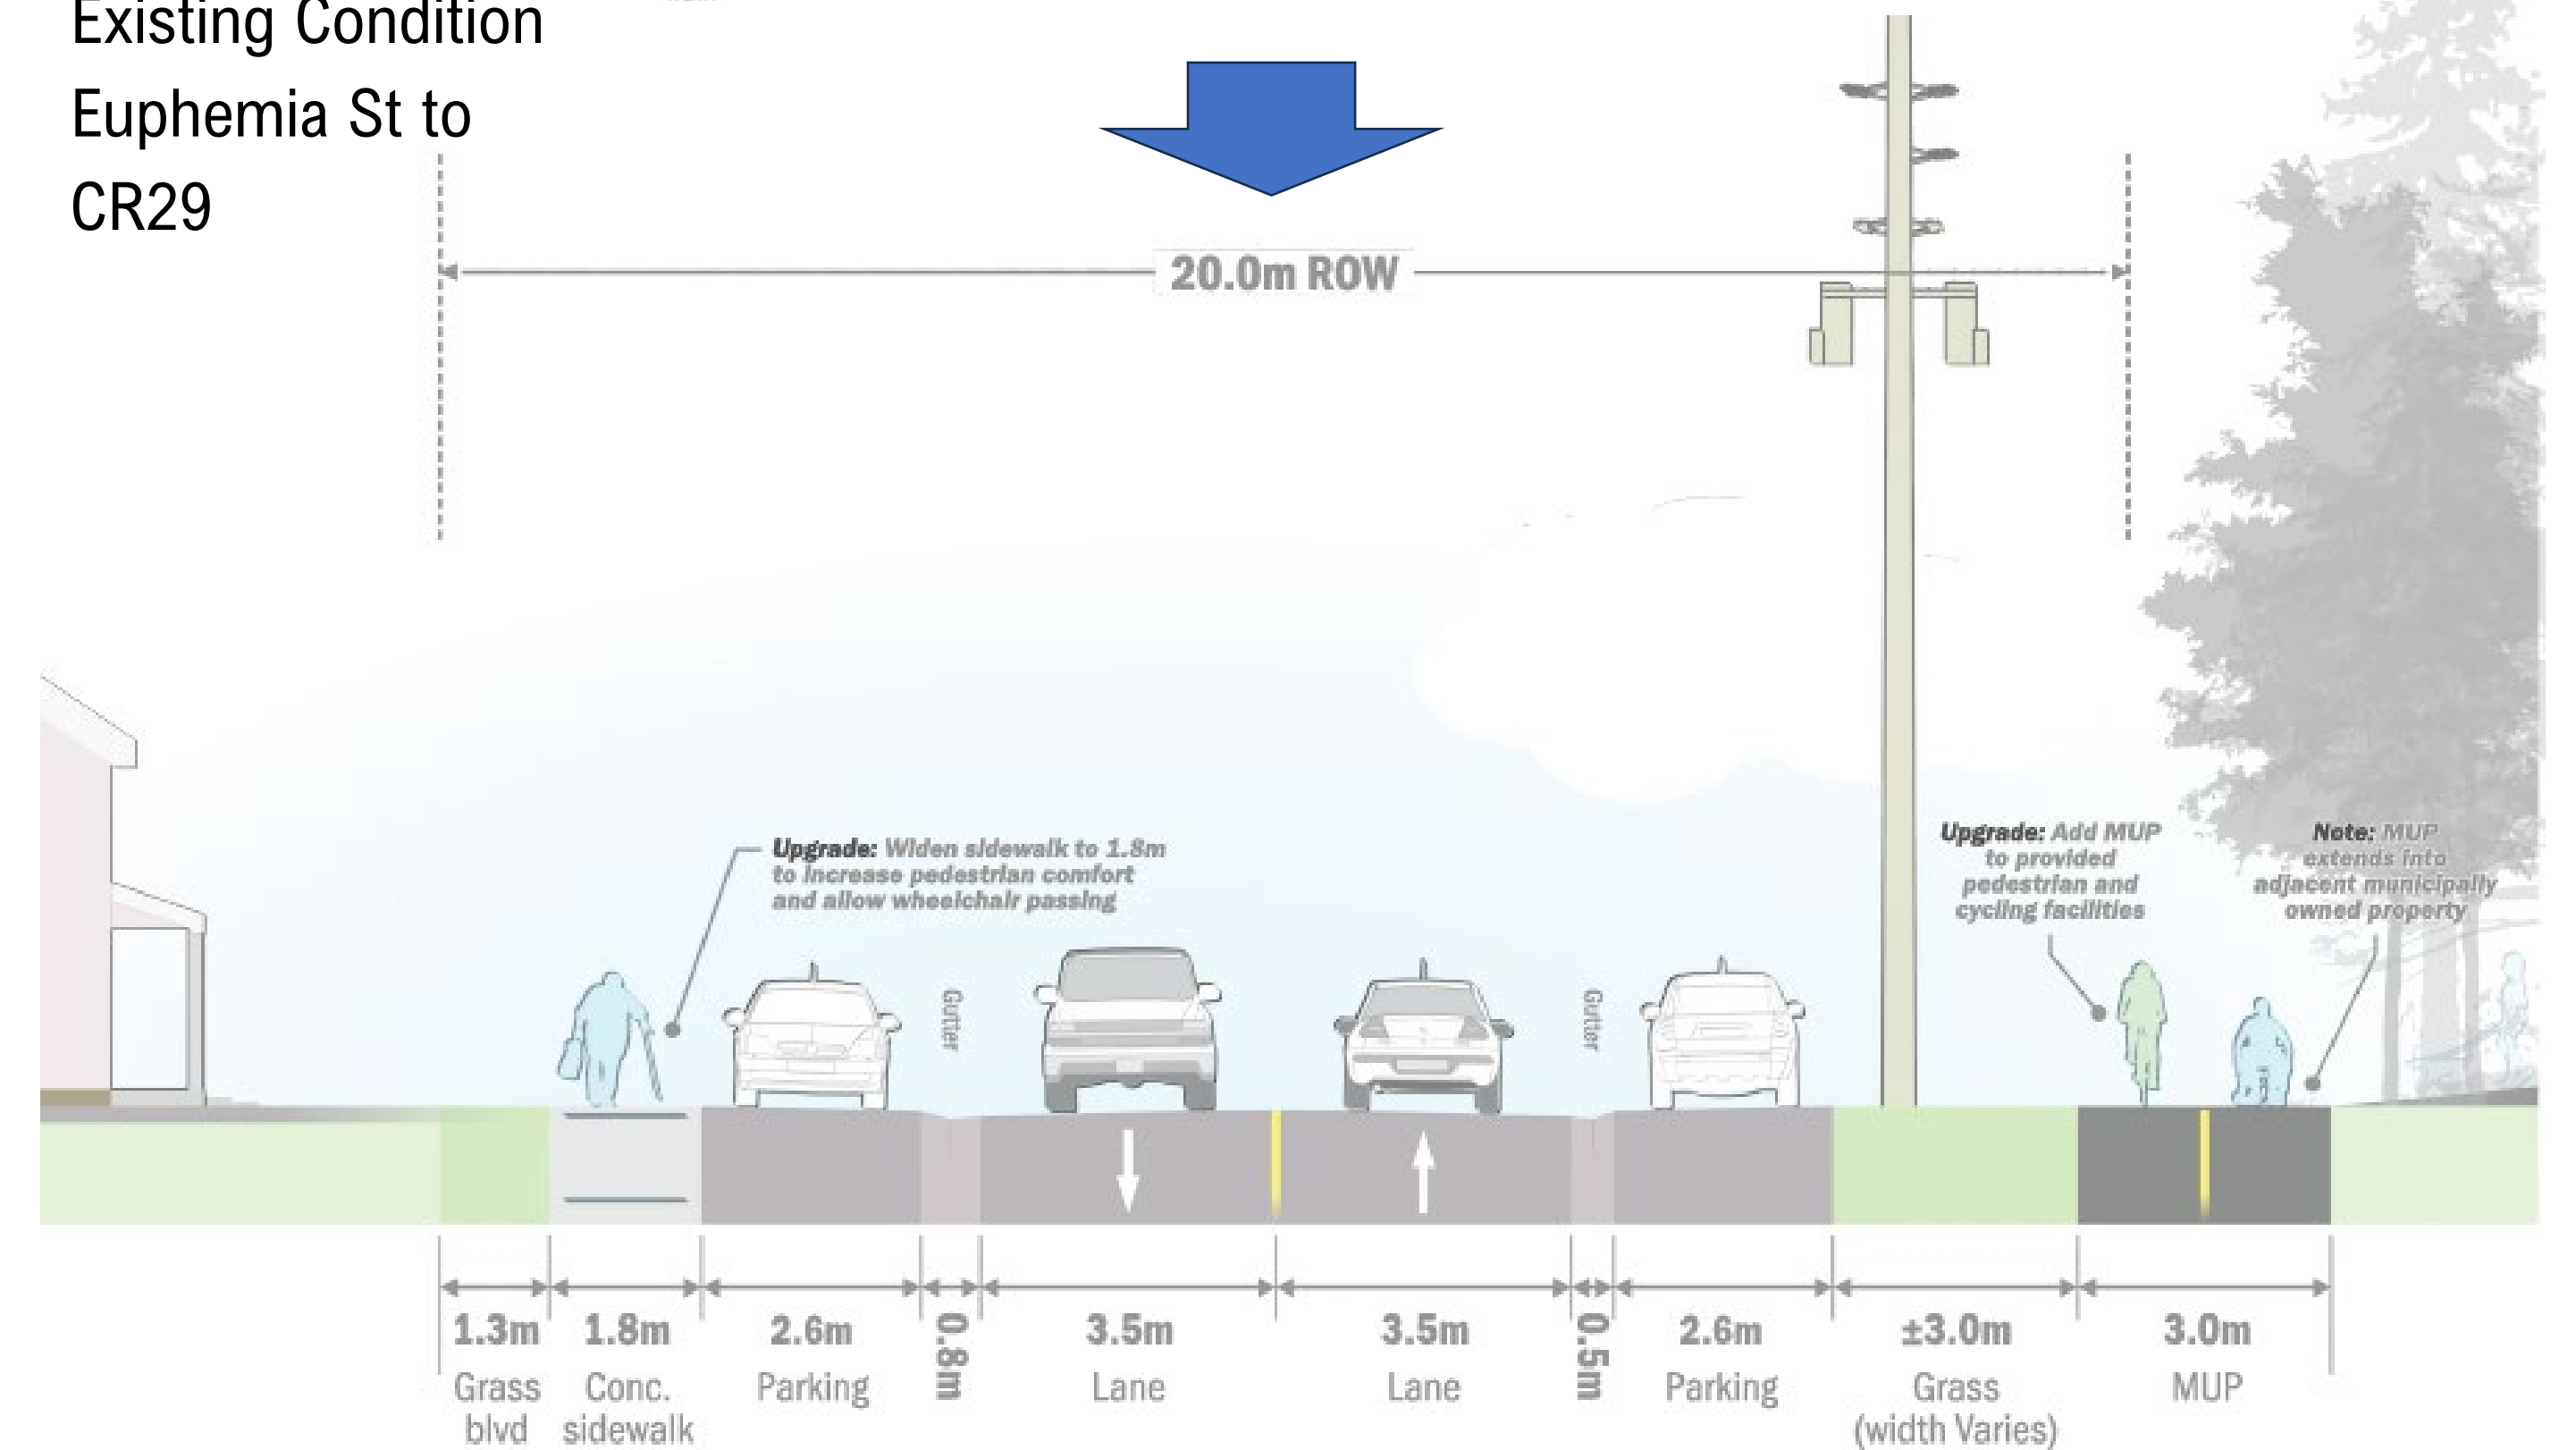 Existing Condition
Euphemia St to
CR29
20.0m ROW
Upgrade: Widen sidewalk to 1.8m
to increase pedestrian comfort
and allow wheelchair passing
Upgrade: Add MUP
to provided
pedestrian and
cycling facilities
Note: MUP
extends into
adjacent municipally
owned property
Gutter
Gutter
1.3m
Grass
blvd
1.8m
Conc.
sidewalk
2.6m
Parking
0.8m
3.5m
Lane
3.5m
Lane
0.5m
2.6m
Parking
±3.0m
Grass
(width Varies)
3.0m
MUP